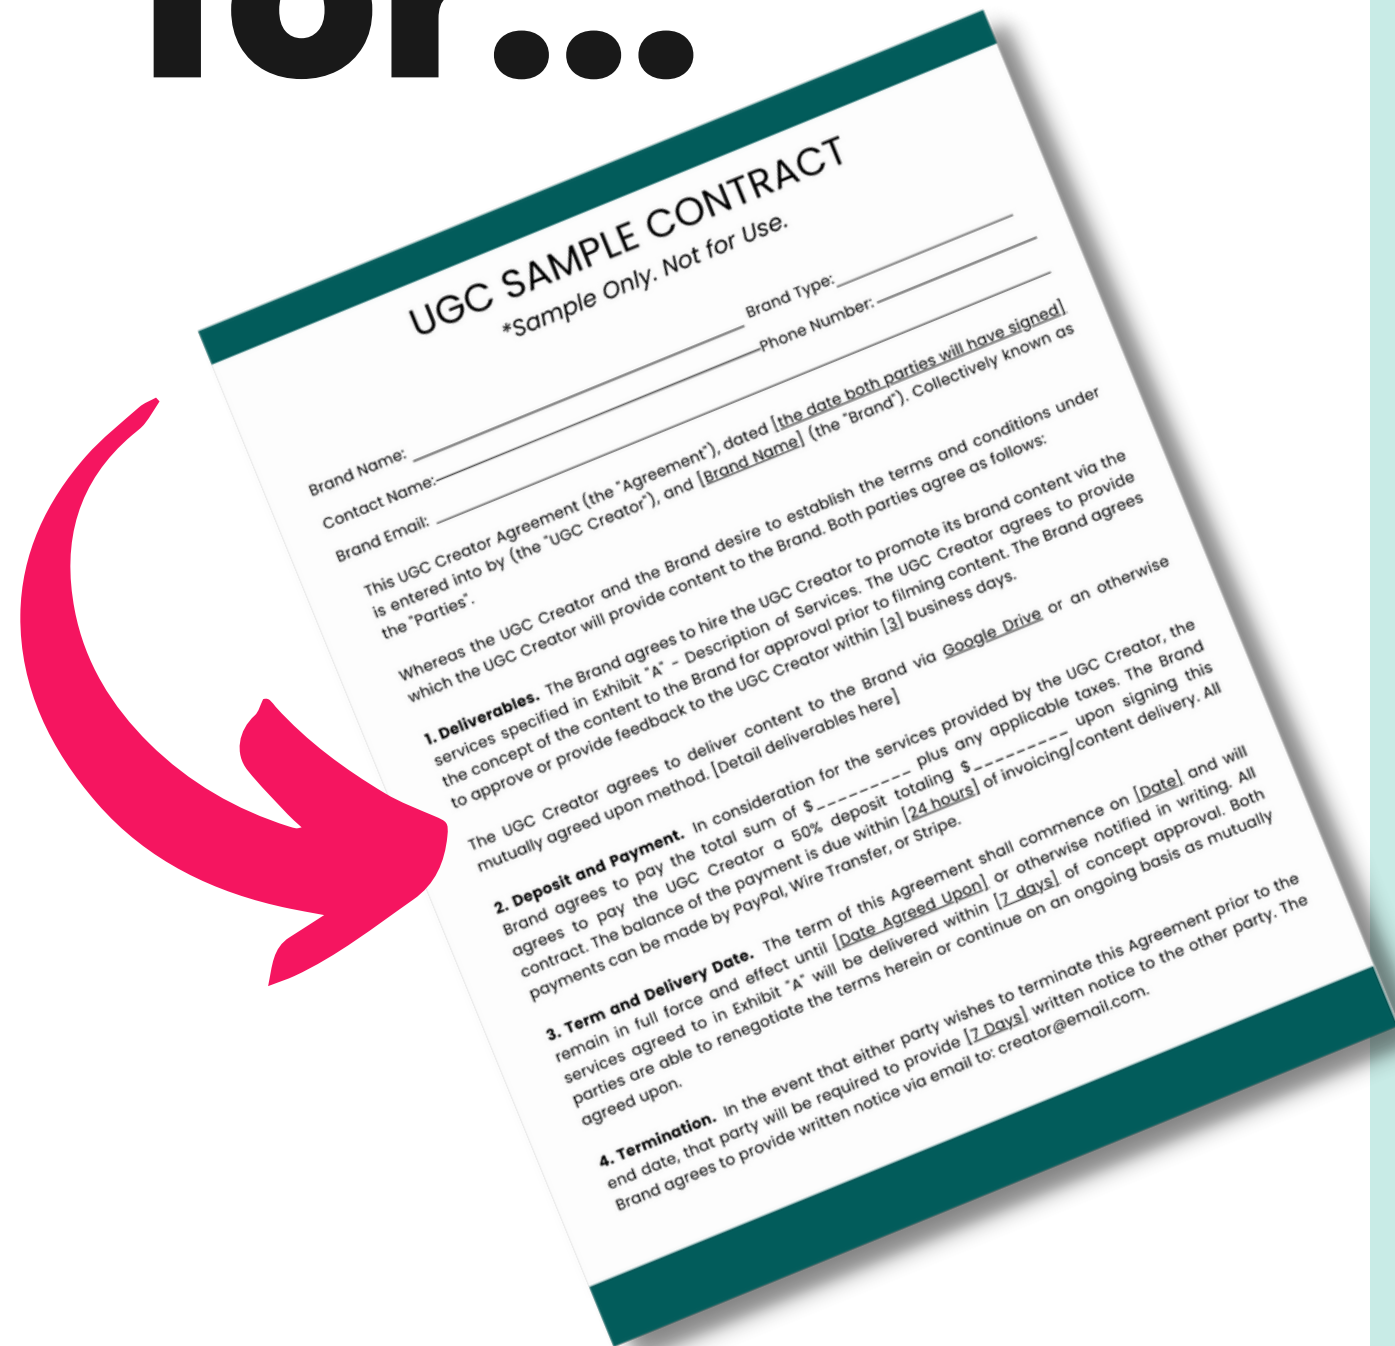 for...
UGC SAMPLE CONTRACT
*Sample Only. Not for Use.
Brand Name: Brand Type:
Contact Name: Phone Number:
Brand Email:
This UGC Creator Agreement (the "Agreement"), dated [the date both parties will have signed]
is entered into by (the "UGC Creator"), and [Brand Name] (the "Brand"). Collectively known as
the "Parties".
Whereas the UGC Creator and the Brand desire to establish the terms and conditions under
which the UGC Creator will provide content to the Brand. Both parties agree as follows:
1. Deliverables. The Brand agrees to hire the UGC Creator to promote its brand content via the
services specified in Exhibit "A" - Description of Services. The UGC Creator agrees to provide
the concept of the content to the Brand for approval prior to filming content. The Brand agrees
to approve or provide feedback to the UGC Creator within [3] business days.
The UGC Creator agrees to deliver content to the Brand via Google Drive or an otherwise
mutually agreed upon method. [Detail deliverables here]
2. Deposit and Payment. In consideration for the services provided by the UGC Creator, the
Brand agrees to pay the total sum of $_________ plus any applicable taxes. The Brand
agrees to pay the UGC Creator a 50% deposit totaling $_________ upon signing this
contract. The balance of the payment is due within [24 hours] of invoicing/content delivery. All
payments can be made by PayPal, Wire Transfer, or Stripe.
3. Term and Delivery Date. The term of this Agreement shall commence on [Date] and will
remain in full force and effect until [Date Agreed Upon] or otherwise notified in writing. All
services agreed to in Exhibit "A" will be delivered within [7 days] of concept approval. Both
parties are able to renegotiate the terms herein or continue on an ongoing basis as mutually
agreed upon.
4. Termination. In the event that either party wishes to terminate this Agreement prior to the
end date, that party will be required to provide [7 Days] written notice to the other party. The
Brand agrees to provide written notice via email to: creator@email.com.